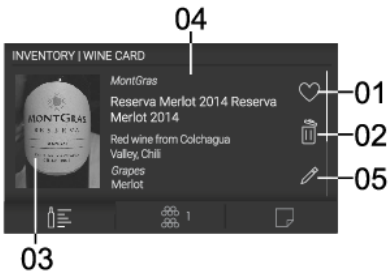 04
INVENTORY | WINE CARD
MontGras
Reserva Merlot 2014 Reserva
Merlot 2014
Red wine from Colchagua
Valley, Chili
Grapes
Merlot
MONTGRAS
RESERVA
1
01
02
05
03